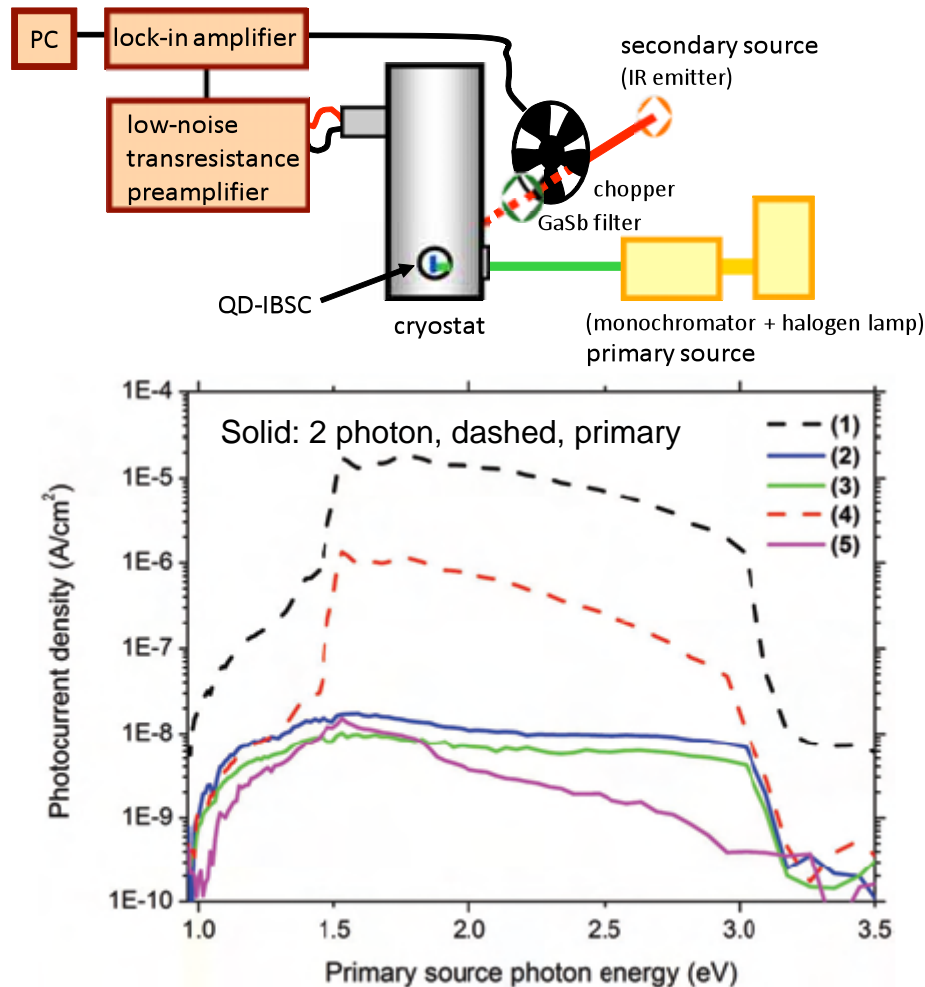 PC
lock-in amplifier
low-noise
transresistance
preamplifier
secondary source
(IR emitter)
chopper
GaSb filter
QD-IBSC
cryostat
(monochromator + halogen lamp)
primary source
Solid: 2 photon, dashed, primary
(1)
(2)
(3)
(4)
(5)
Photocurrent density (A/cm²)
1E-4
1E-5
1E-6
1E-7
1E-8
1E-9
1E-10
1.0 1.5 2.0 2.5 3.0 3.5
Primary source photon energy (eV)